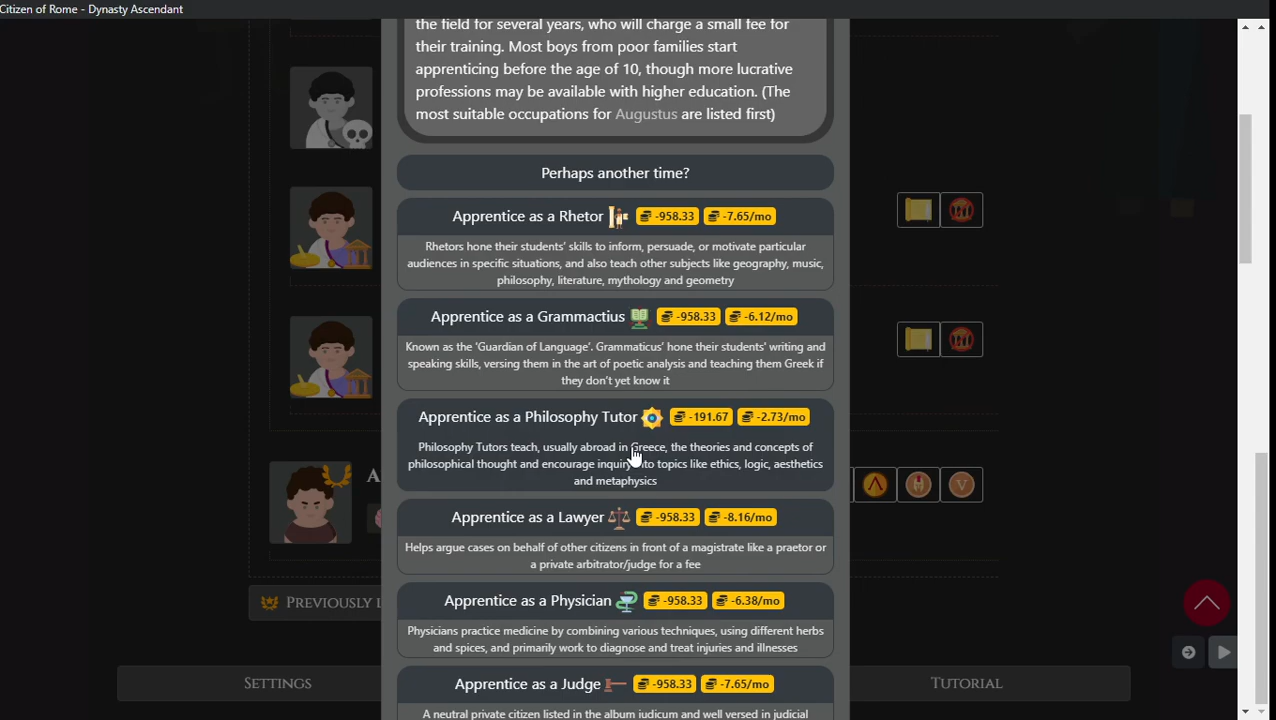 Citizen of Rome - Dynasty Ascendant
the field for several years, who will charge a small fee for
their training. Most boys from poor families start
apprenticing before the age of 10, though more lucrative
professions may be available with higher education. (The
most suitable occupations for Augustus are listed first)
Perhaps another time?
Apprentice as a Rhetor -958.33 -7.65/mo
Rhetors hone their students' skills to inform, persuade, or motivate particular
audiences in specific situations, and also teach other subjects like geography, music,
philosophy, literature, mythology and geometry
Apprentice as a Grammactius -958.33 -6.12/mo
Known as the 'Guardian of Language'. Grammaticus' hone their students' writing and
speaking skills, versing them in the art of poetic analysis and teaching them Greek if
they don't yet know it
Apprentice as a Philosophy Tutor -191.67 -2.73/mo
Philosophy Tutors teach, usually abroad in Greece, the theories and concepts of
philosophical thought and encourage inquiry into topics like ethics, logic, aesthetics
and metaphysics
A
Apprentice as a Lawyer -958.33 -8.16/mo
Helps argue cases on behalf of other citizens in front of a magistrate like a praetor or
a private arbitrator/judge for a fee
Apprentice as a Physician -958.33 -6.38/mo
Previously
Physicians practice medicine by combining various techniques, using different herbs
and spices, and primarily work to diagnose and treat injuries and illnesses
Apprentice as a Judge -958.33 -7.65/mo
Settings
Tutorial
A neutral private citizen listed in the album iudicum and well versed in judicial